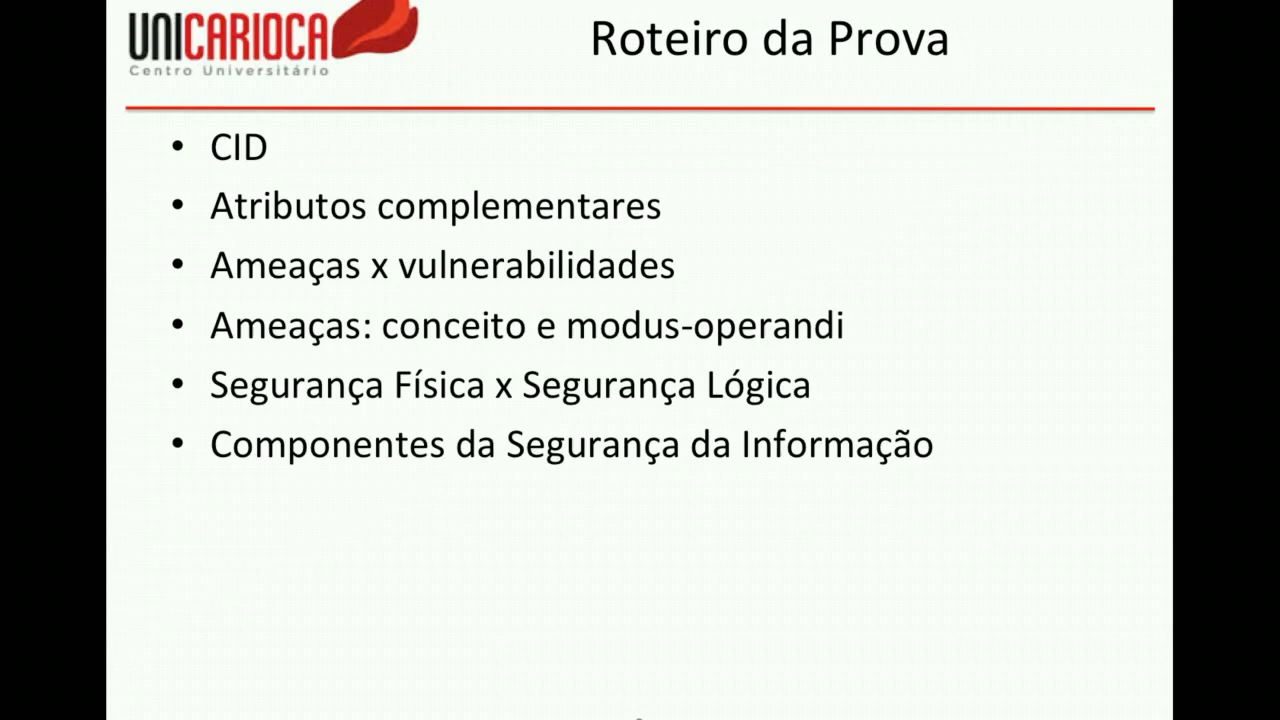 UNICARIOCA
Centro Universitário
Roteiro da Prova
• CID
• Atributos complementares
• Ameaças x vulnerabilidades
• Ameaças: conceito e modus-operandi
• Segurança Física x Segurança Lógica
• Componentes da Segurança da Informação